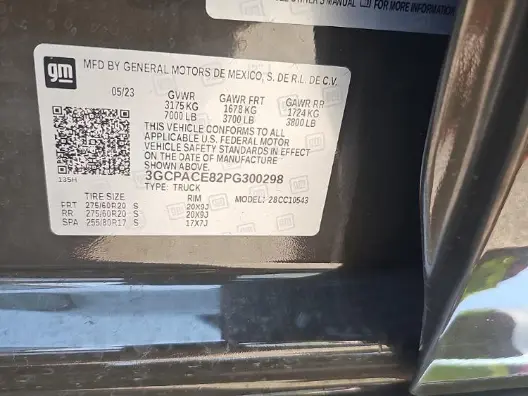 OWNER'S MANUAL FOR MORE INFORMATION
gm
MFD BY GENERAL MOTORS DE MEXICO, S. DE R.L. DE C.V.
05/23 GVWR GAWR FRT GAWR RR
3175 KG 1678 KG 1724 KG
7000 LB 3700 LB 3800 LB
THIS VEHICLE CONFORMS TO ALL
APPLICABLE U.S. FEDERAL MOTOR
VEHICLE SAFETY STANDARDS IN
EFFECT ON THE DATE OF
MANUFACTURE SHOWN ABOVE.
3GCPACE82PG300298
135H TYPE: TRUCK
TIRE SIZE RIM MODEL: 28CC10543
FRT 275/60R20 S 20X9J
RR 275/60R20 S 20X9J
SPA 255/80R17 S 17X7J